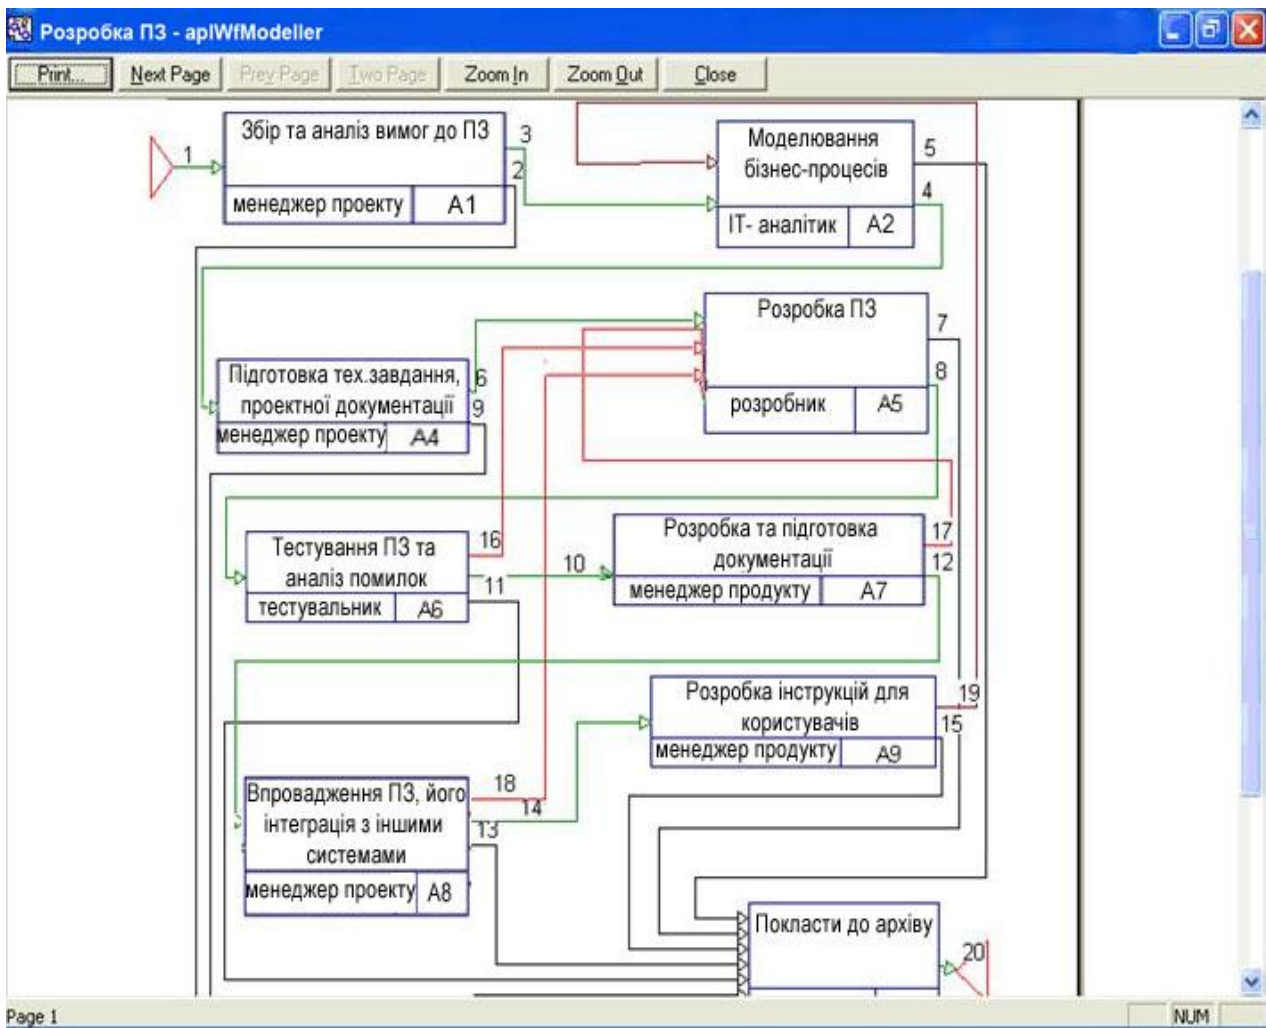 Розробка ПЗ - aplWfModeller
Print...
Next Page
Prev Page
Two Page
Zoom In
Zoom Out
Close
1
Збір та аналіз вимог до ПЗ
менеджер проекту
A1
3
2
Моделювання
бізнес-процесів
ІТ- аналітик
A2
5
4
Розробка ПЗ
розробник
A5
7
8
Підготовка тех.завдання,
проектної документації
менеджер проекту
A4
6
9
Тестування ПЗ та
аналіз помилок
тестувальник
A6
16
11
10
Розробка та підготовка
документації
менеджер продукту
A7
17
12
Розробка інструкцій для
користувачів
менеджер продукту
A9
19
15
Впровадження ПЗ, його
інтеграція з іншими
системами
менеджер проекту
A8
18
14
13
Покласти до архіву
20
Page 1
NUM